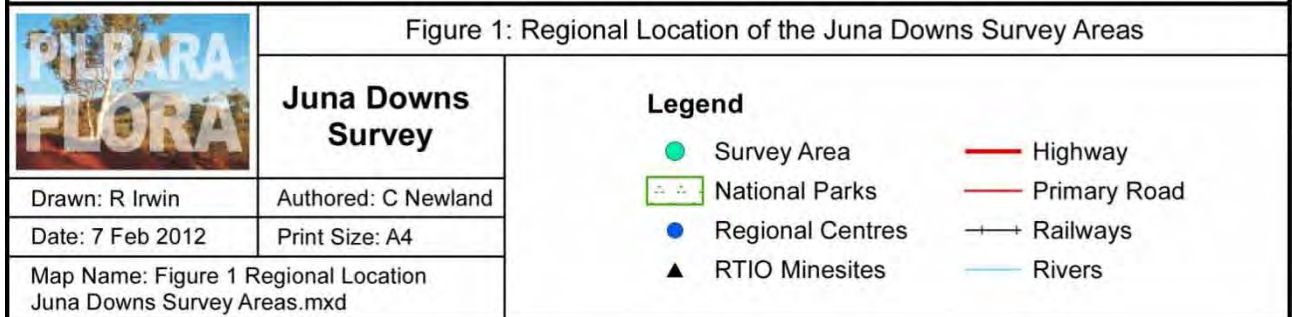 PILBARA
FLORA
Figure 1: Regional Location of the Juna Downs Survey Areas
Juna Downs
Survey
Drawn: R Irwin
Authored: C Newland
Date: 7 Feb 2012
Print Size: A4
Map Name: Figure 1 Regional Location
Juna Downs Survey Areas.mxd
Legend
Survey Area
National Parks
Regional Centres
RTIO Minesites
Highway
Primary Road
Railways
Rivers